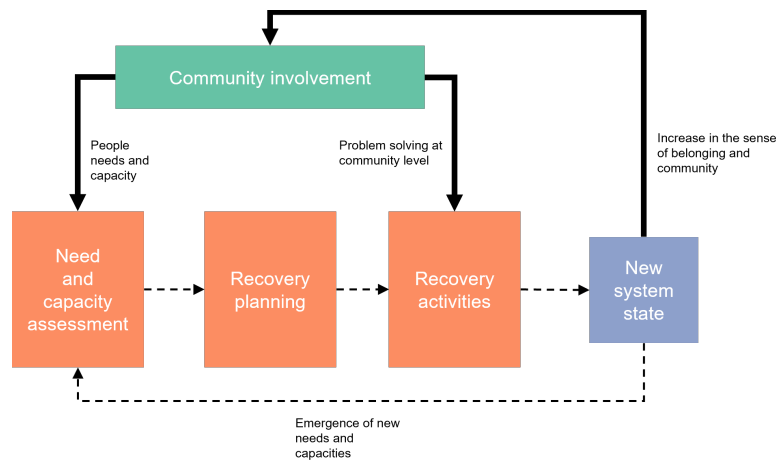 Community involvement
People
needs and
capacity
Problem solving at
community level
Increase in the sense
of belonging and
community
Need
and
capacity
assessment
Recovery
planning
Recovery
activities
New
system
state
Emergence of new
needs and
capacities